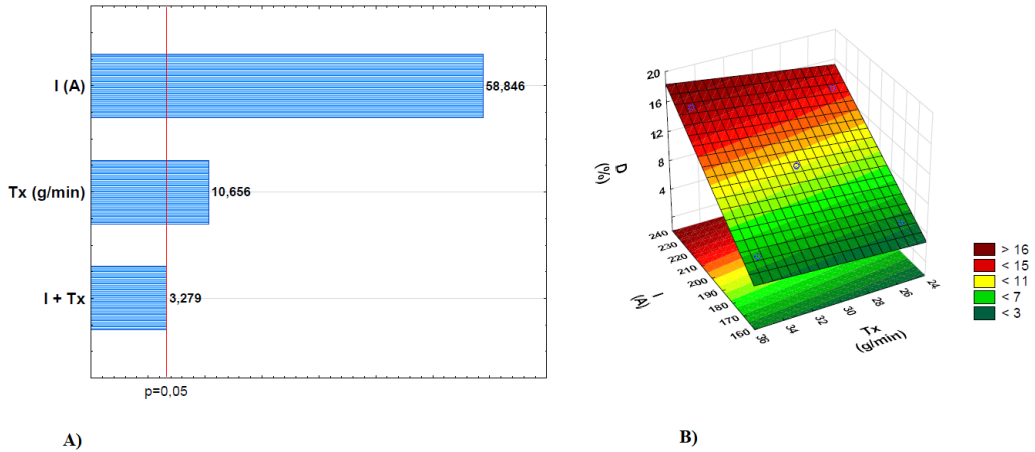 I (A)
58,846
Tx (g/min)
10,656
I + Tx
3,279
p=0,05
A)
20
16
12
8
4
D
(%)
240
230
220
210
200
190
180
170
160
I
(A)
36
34
32
30
28
26
24
Tx
(g/min)
> 16
< 15
< 11
< 7
< 3
B)